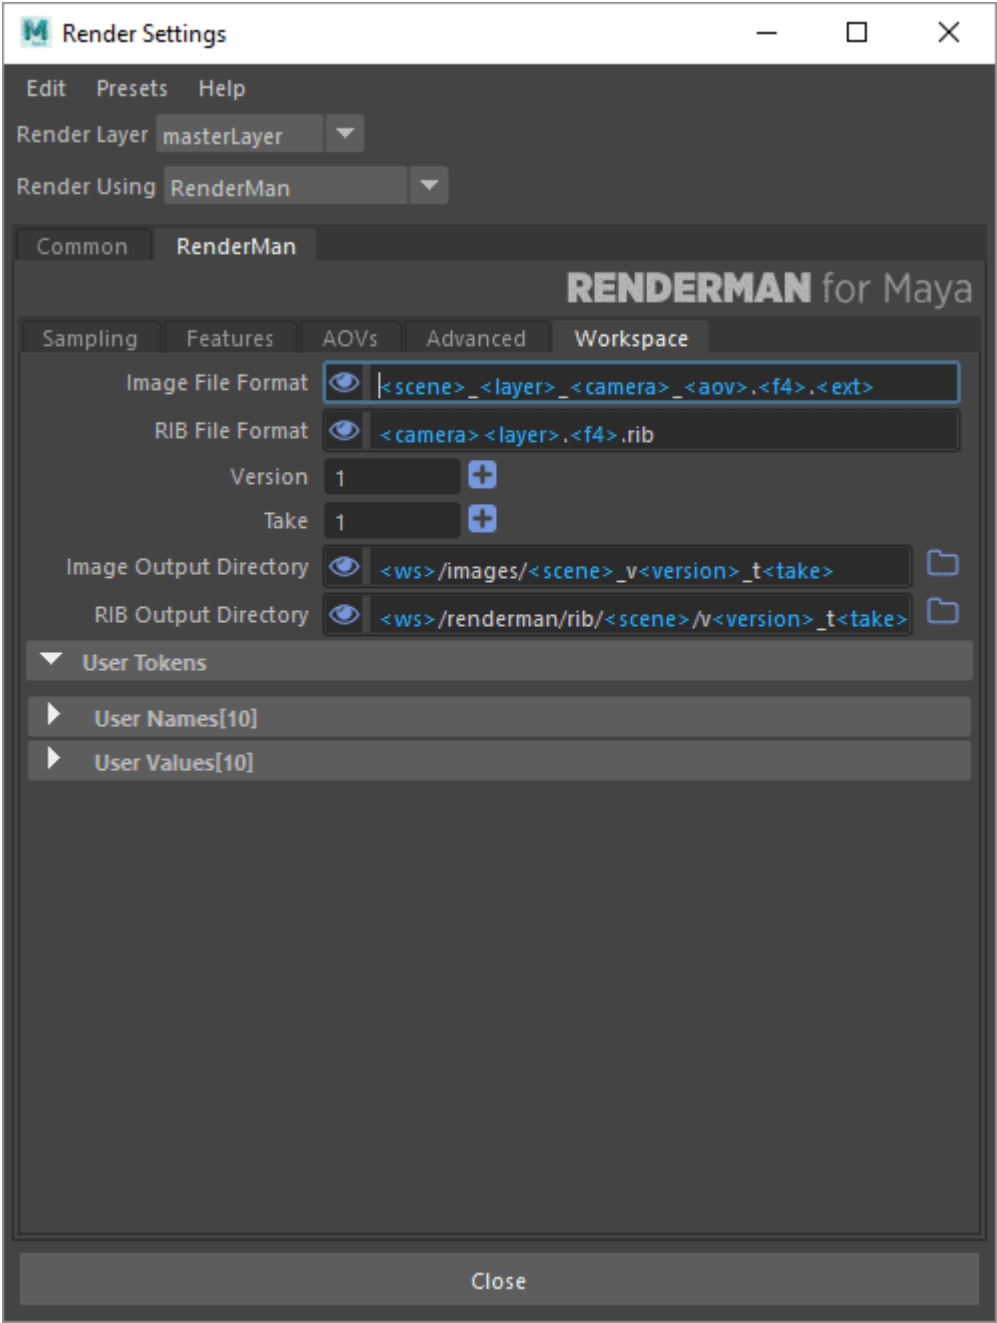 Render Settings
Edit Presets Help
Render Layer masterLayer
Render Using RenderMan
Common RenderMan
RENDERMAN for Maya
Sampling Features AOVs Advanced Workspace
Image File Format <scene>_<layer>_<camera>_<aov>.<f4>.<ext>
RIB File Format <camera><layer>.<f4>.rib
Version 1
Take 1
Image Output Directory <ws>/images/<scene>_v<version>_t<take>
RIB Output Directory <ws>/renderman/rib/<scene>/v<version>_t<take>
User Tokens
User Names[10]
User Values[10]
Close